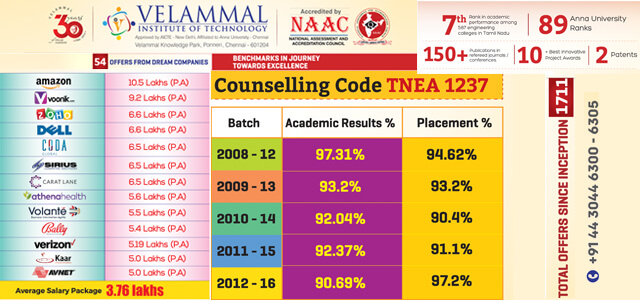 VELAMMAL
30
VELAMMAL
INSTITUTE OF TECHNOLOGY
Approved by AICTE - New Delhi, Affiliated to Anna University, Chennai
Velammal Knowledge Park, Ponneri, Chennai - 601204
Accredited by
NAAC
NATIONAL ASSESSMENT AND
ACCREDITATION COUNCIL
7th
Rank in academic
performance among
587 engineering
colleges in Tamil Nadu
89
Anna University
Ranks
150+
Publications in
refereed journals /
conferences
10
+ Best Innovative
Project Awards
2
Patents
54 OFFERS FROM DREAM COMPANIES
BENCHMARKS IN JOURNEY
TOWARDS EXCELLENCE
amazon 10.5 Lakhs (P.A)
Voonik 9.2 Lakhs (P.A)
ZOHO 6.6 Lakhs (P.A)
DELL 6.6 Lakhs (P.A)
CODA GLOBAL 6.5 Lakhs (P.A)
SIRIUS 6.5 Lakhs (P.A)
CARAT LANE 6.5 Lakhs (P.A)
athenahealth 5.6 Lakhs (P.A)
Volanté 5.5 Lakhs (P.A)
Bally 5.4 Lakhs (P.A)
verizon 5.19 Lakhs (P.A)
Kaar 5.0 Lakhs (P.A)
AVNET 5.0 Lakhs (P.A)
Average Salary Package 3.76 lakhs
Counselling Code TNEA 1237
Batch Academic Results % Placement %
2008 - 12 97.31% 94.62%
2009 - 13 93.2% 93.2%
2010 - 14 92.04% 90.4%
2011 - 15 92.37% 91.1%
2012 - 16 90.69% 97.2%
TOTAL OFFERS SINCE INCEPTION 1711
+91 44 3044 6300 - 6305